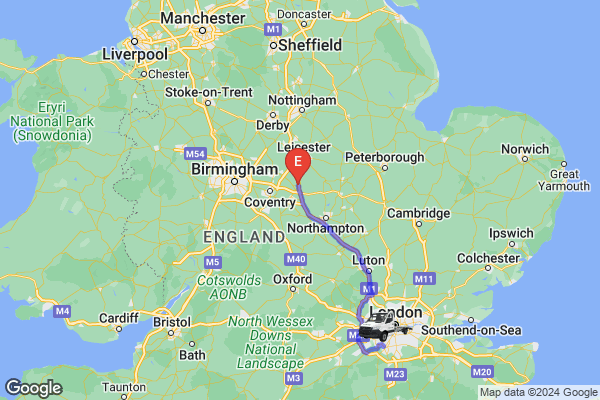 Manchester
Doncaster
M1
Liverpool
Sheffield
Chester
Eryri
National Park
(Snowdonia)
Stoke-on-Trent
Nottingham
Derby
Leicester
M54
Birmingham
E
Peterborough
Norwich
Great
Yarmouth
Coventry
Northampton
Cambridge
Ipswich
ENGLAND
M40
M5
Luton
M11
Colchester
Cotswolds
AONB
Oxford
M1
M4
Cardiff
Bristol
North Wessex
Downs
National
Landscape
London
Southend-on-Sea
Bath
M3
M23
M20
Taunton
Google
Google
Map data ©2024 Google